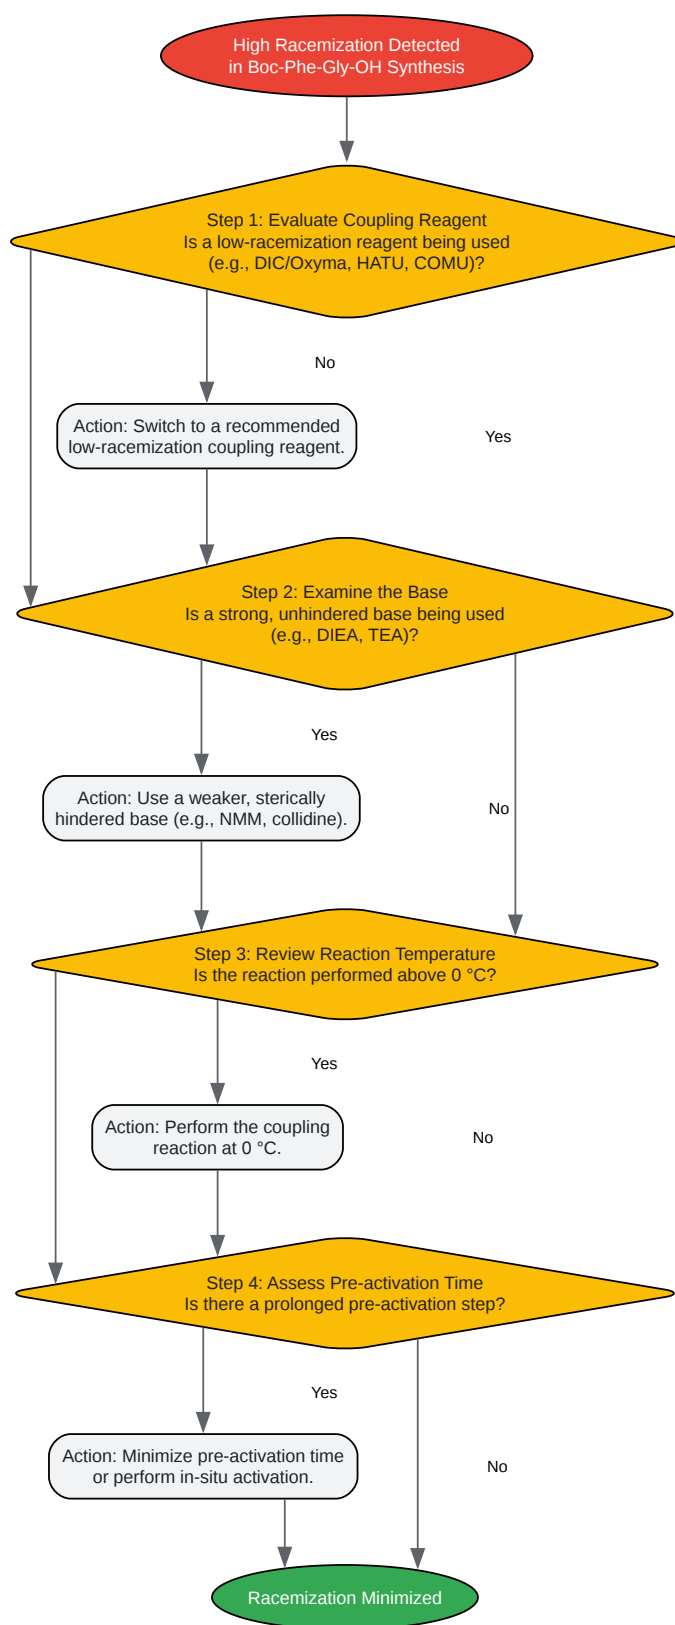 High Racemization Detected
in Boc-Phe-Gly-OH Synthesis
Step 1: Evaluate Coupling Reagent
Is a low-racemization reagent being used
(e.g., DIC/Oxyma, HATU, COMU)?
No
Action: Switch to a recommended
low-racemization coupling reagent.
Yes
Step 2: Examine the Base
Is a strong, unhindered base being used
(e.g., DIEA, TEA)?
Yes
Action: Use a weaker, sterically
hindered base (e.g., NMM, collidine).
No
Step 3: Review Reaction Temperature
Is the reaction performed above 0 °C?
Yes
Action: Perform the coupling
reaction at 0 °C.
No
Step 4: Assess Pre-activation Time
Is there a prolonged pre-activation step?
Yes
Action: Minimize pre-activation time
or perform in-situ activation.
No
Racemization Minimized